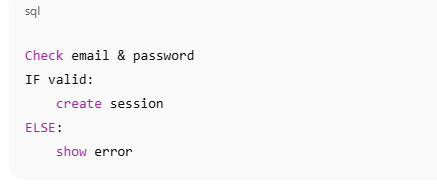 sql
Check email & password
IF valid:
    create session
ELSE:
    show error